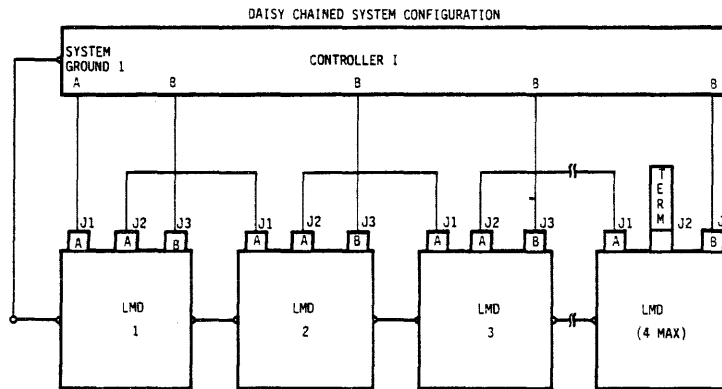 DAISY CHAINED SYSTEM CONFIGURATION
SYSTEM
GROUND 1
CONTROLLER I
A B B B B
TERM
J1 J2 J3 J1 J2 J3 J1 J2 J3 J1 J2 J
A A B A A B A A B A B
LMD
1
LMD
2
LMD
3
LMD
(4 MAX)